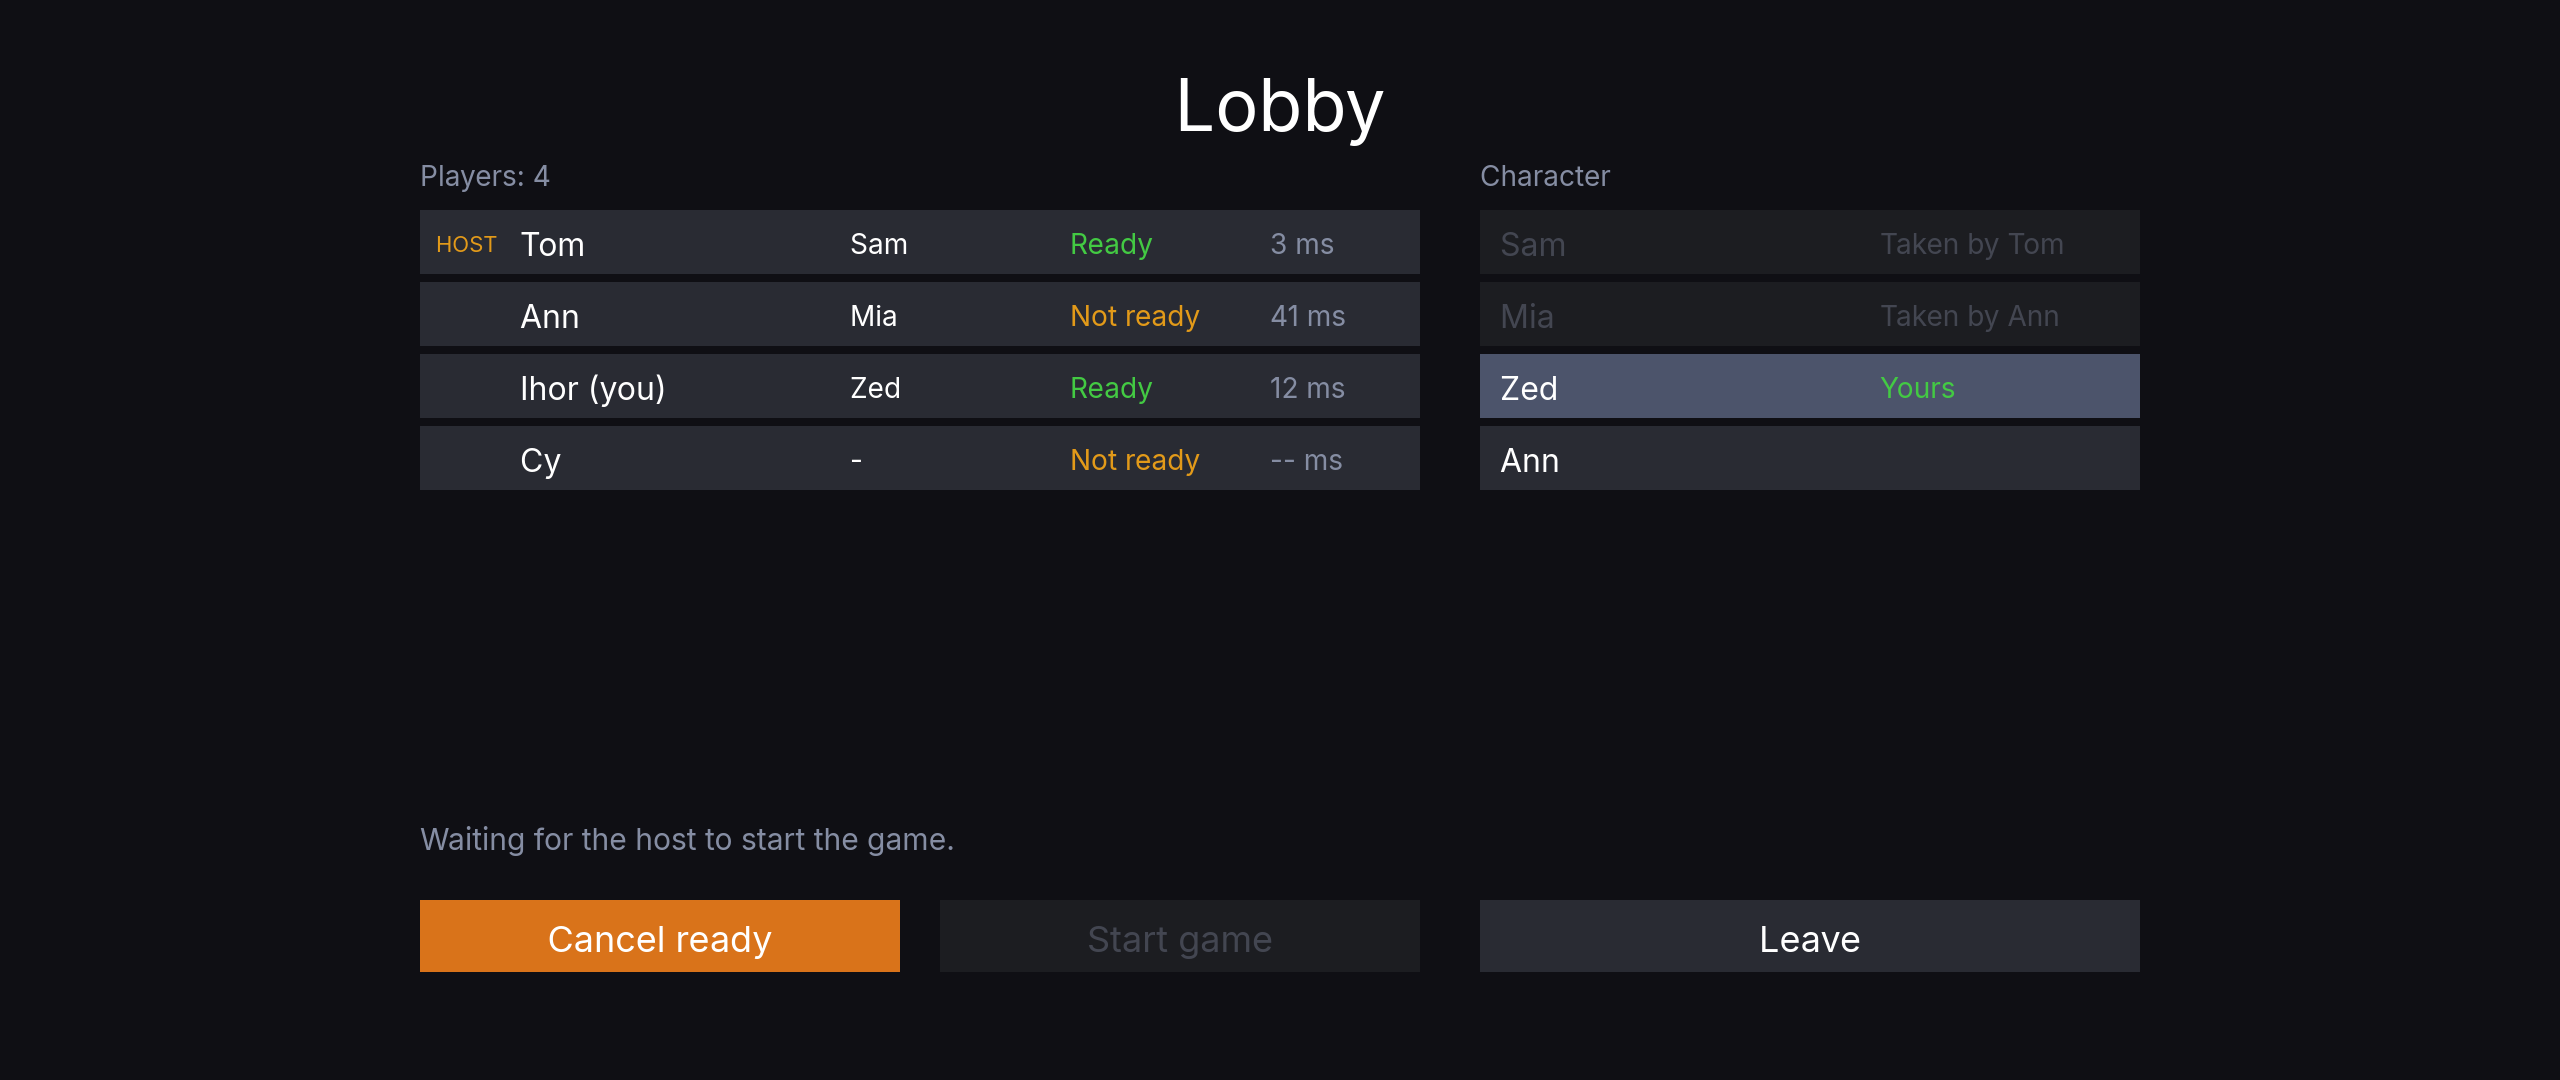 Lobby
Players: 4
HOST Tom Sam Ready 3 ms
Ann Mia Not ready 41 ms
Ihor (you) Zed Ready 12 ms
Cy - Not ready -- ms
Character
Sam Taken by Tom
Mia Taken by Ann
Zed Yours
Ann
Waiting for the host to start the game.
Cancel ready
Start game
Leave